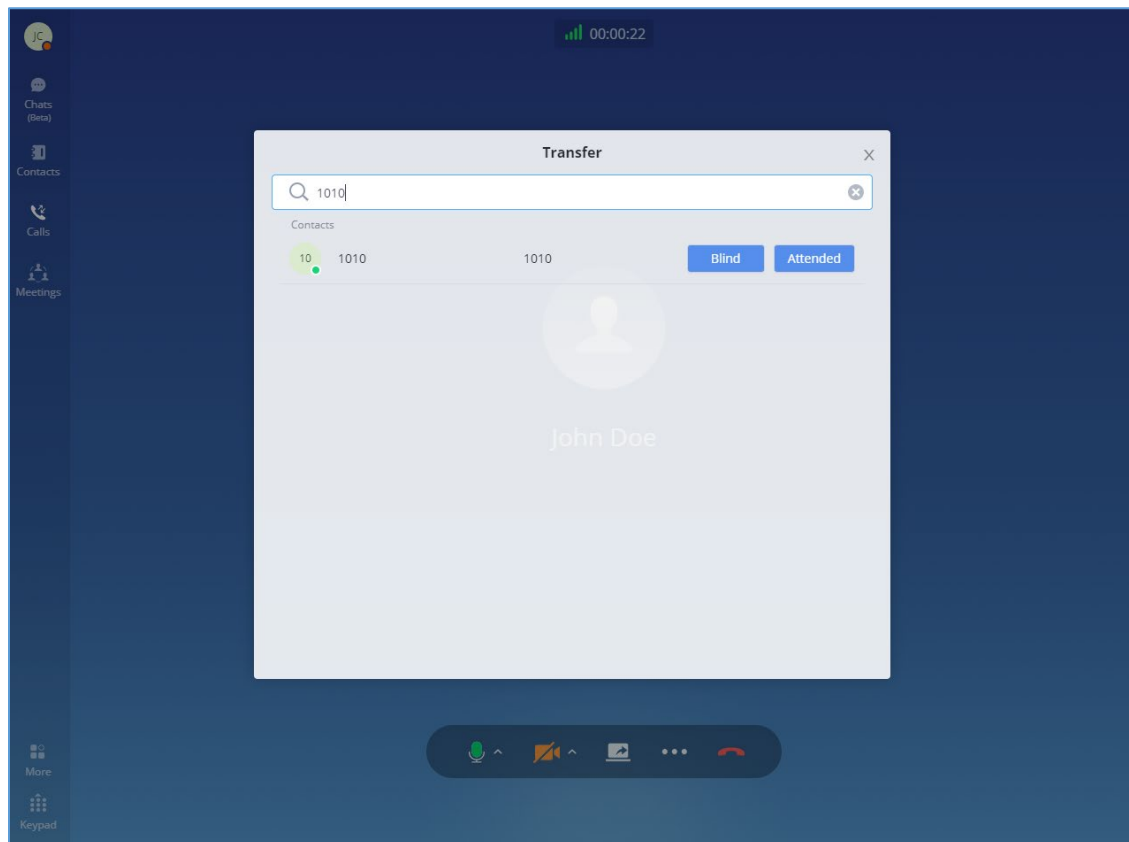 JC
00:00:22
Chats
(Beta)
Contacts
Calls
Meetings
Transfer
1010
Contacts
10 1010 1010 Blind Attended
John Doe
More
Keypad